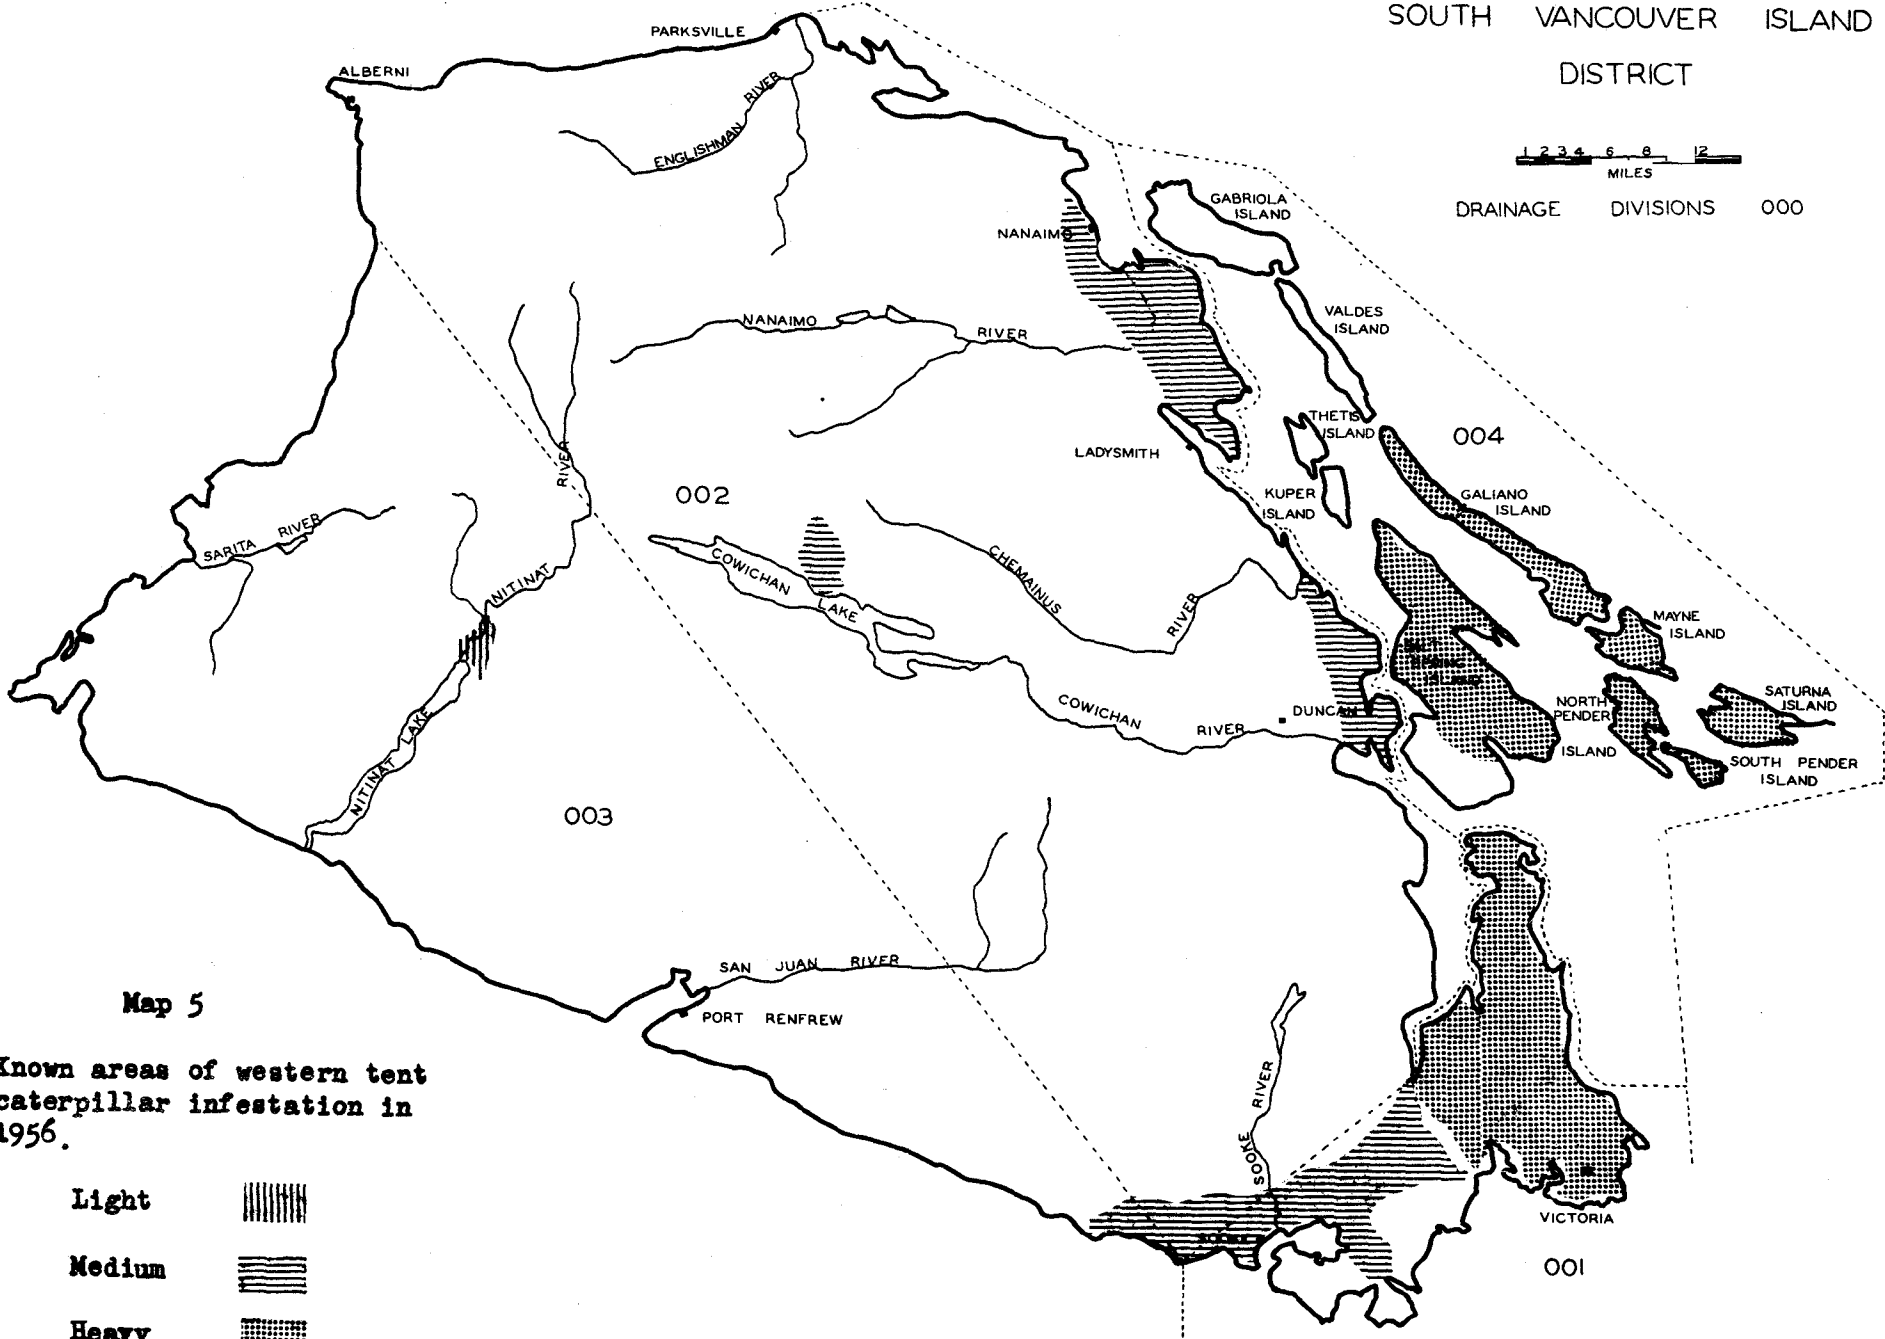 SOUTH VANCOUVER ISLAND
DISTRICT
1 2 3 4 6 8 12
MILES
DRAINAGE DIVISIONS 000
PARKSVILLE
ALBERNI
ENGLISHMAN RIVER
GABRIOLA
ISLAND
NANAIMO
VALDES
ISLAND
NANAIMO RIVER
THETIS
ISLAND
004
LADYSMITH
RIVER
002
KUPER
ISLAND
GALIANO
ISLAND
SARITA RIVER
NITINAT
COWICHAN
LAKE
CHEMAINUS
RIVER
MAYNE
ISLAND
SALT
SPRING
ISLAND
SATURNA
ISLAND
NORTH
PENDER
ISLAND
COWICHAN
RIVER
DUNCAN
SOUTH PENDER
ISLAND
NITINAT LAKE
003
SAN JUAN RIVER
PORT RENFREW
SOOKE RIVER
SOOKE
VICTORIA
001
Map 5
Known areas of western tent
caterpillar infestation in
1956.
Light
Medium
Heavy